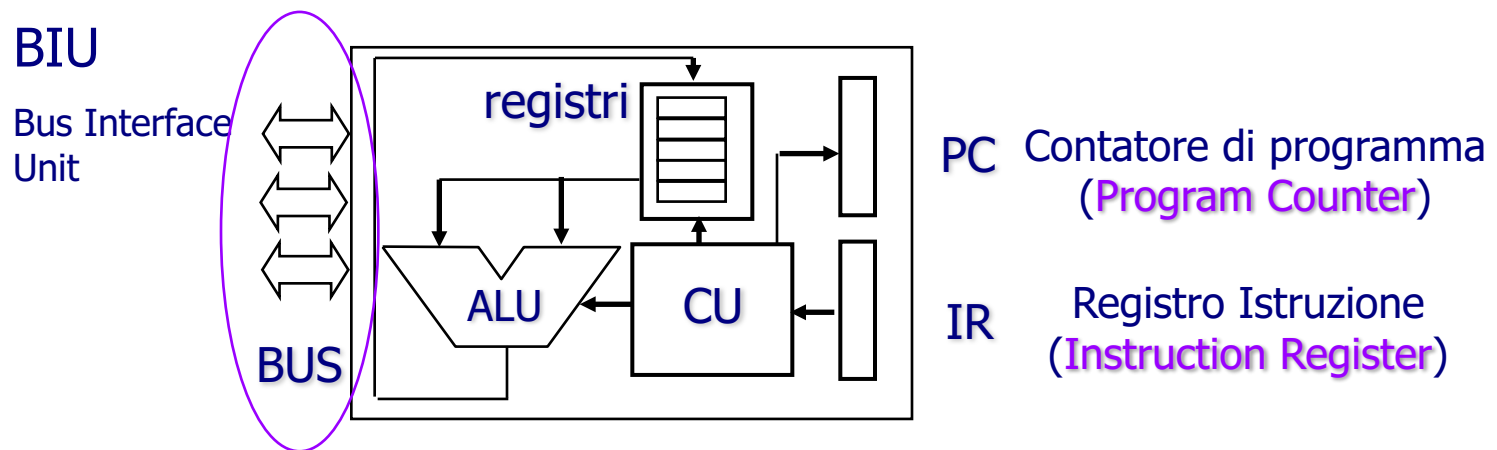 BIU
Bus Interface
Unit
BUS
registri
ALU
CU
PC
Contatore di programma
(Program Counter)
IR
Registro Istruzione
(Instruction Register)